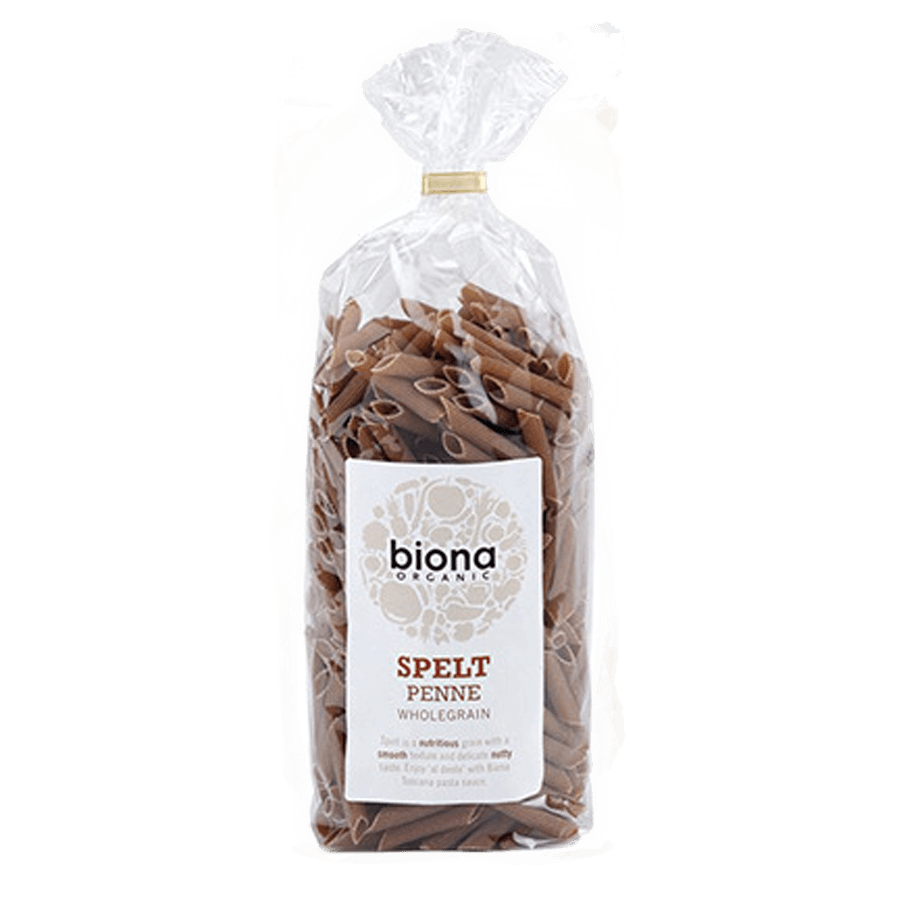 biona
ORGANIC
SPELT
PENNE
WHOLEGRAIN
Spelt is a nutritious grain with a
smooth texture and delicate nutty
taste. Enjoy "al dente" with Biona
Toscana pasta sauce.